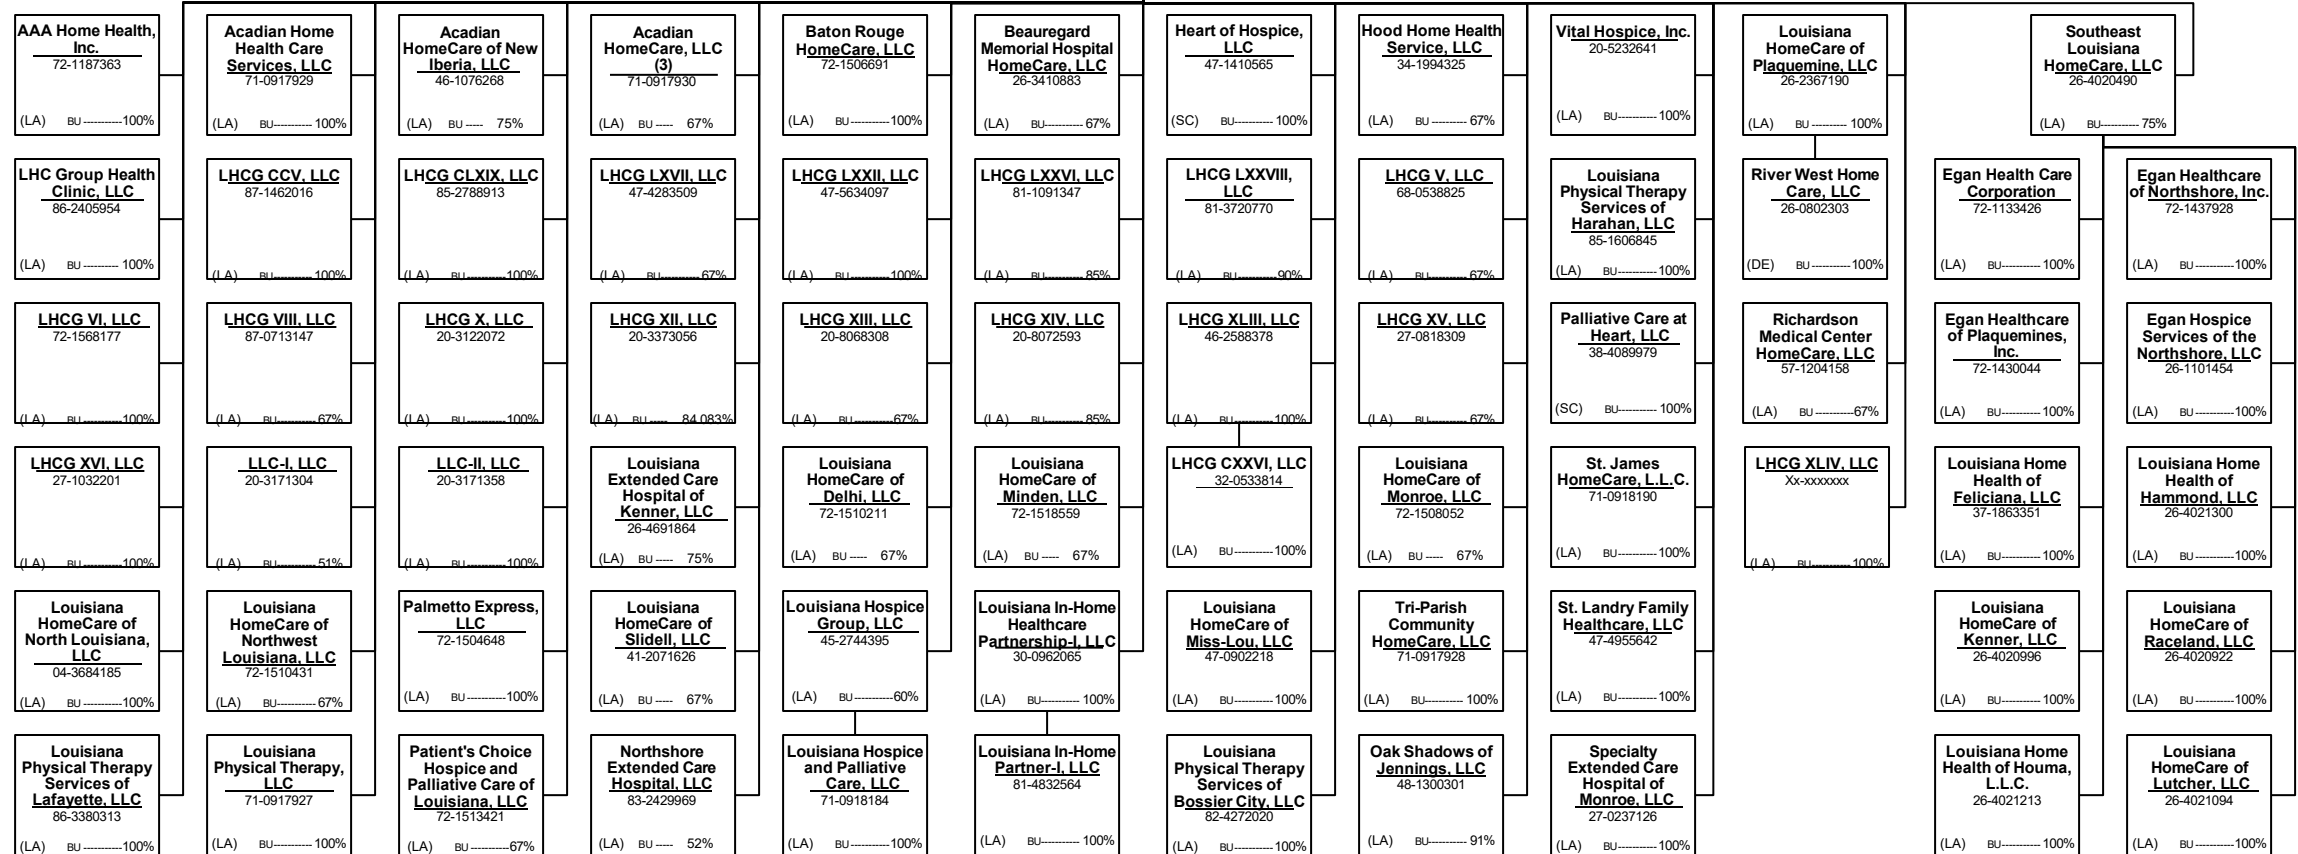 AAA Home Health,
Inc.
72-1187363
(LA) BU ----------100%
Acadian Home
Health Care
Services, LLC
71-0917929
(LA) BU---------- 100%
Acadian
HomeCare of New
Iberia, LLC
46-1076268
(LA) BU ----- 75%
Acadian
HomeCare, LLC
(3)
71-0917930
(LA) BU ----- 67%
Baton Rouge
HomeCare, LLC
72-1506691
(LA) BU ----------100%
Beauregard
Memorial Hospital
HomeCare, LLC
26-3410883
(LA) BU---------- 67%
Heart of Hospice,
LLC
47-1410565
(SC) BU---------- 100%
Hood Home Health
Service, LLC
34-1994325
(LA) BU ---------- 67%
Vital Hospice, Inc.
20-5232641
(LA) BU---------- 100%
Louisiana
HomeCare of
Plaquemine, LLC
26-2367190
(LA) BU ---------- 100%
Southeast
Louisiana
HomeCare, LLC
26-4020490
(LA) BU---------- 75%
LHC Group Health
Clinic, LLC
86-2405954
(LA) BU ---------- 100%
LHCG CCV, LLC
87-1462016
(LA) BU---------- 100%
LHCG CLXIX, LLC
85-2788913
(LA) BU----------100%
LHCG LXVII, LLC
47-4283509
(LA) BU---------- 67%
LHCG LXXII, LLC
47-5634097
(LA) BU----------100%
LHCG LXXVI, LLC
81-1091347
(LA) BU---------- 85%
LHCG LXXVIII,
LLC
81-3720770
(LA) BU----------90%
LHCG V, LLC
68-0538825
(LA) BU---------- 67%
Louisiana
Physical Therapy
Services of
Harahan, LLC
85-1606845
(LA) BU---------- 100%
River West Home
Care, LLC
26-0802303
(DE) BU ----------100%
Egan Health Care
Corporation
72-1133426
(LA) BU---------- 100%
Egan Healthcare
of Northshore, Inc.
72-1437928
(LA) BU----------100%
LHCG VI, LLC
72-1568177
(LA) BU ----------100%
LHCG VIII, LLC
87-0713147
(LA) BU---------- 67%
LHCG X, LLC
20-3122072
(LA) BU----------100%
LHCG XII, LLC
20-3373056
(LA) BU ----- 84.083%
LHCG XIII, LLC
20-8068308
(LA) BU----------67%
LHCG XIV, LLC
20-8072593
(LA) BU---------- 85%
LHCG XLIII, LLC
46-2588378
(LA) BU----------100%
LHCG XV, LLC
27-0818309
(LA) BU---------- 67%
Palliative Care at
Heart, LLC
38-4089979
(SC) BU---------- 100%
Richardson
Medical Center
HomeCare, LLC
57-1204158
(LA) BU ----------67%
Egan Healthcare
of Plaquemines,
Inc.
72-1430044
(LA) BU---------- 100%
Egan Hospice
Services of the
Northshore, LLC
26-1101454
(LA) BU----------100%
LHCG XVI, LLC
27-1032201
(LA) BU ----------100%
LLC-I, LLC
20-3171304
(LA) BU---------- 51%
LLC-II, LLC
20-3171358
(LA) BU----------100%
Louisiana
Extended Care
Hospital of
Kenner, LLC
26-4691864
(LA) BU ----- 75%
Louisiana
HomeCare of
Delhi, LLC
72-1510211
(LA) BU ----- 67%
Louisiana
HomeCare of
Minden, LLC
72-1518559
(LA) BU ----- 67%
LHCG CXXVI, LLC
32-0533814
(LA) BU----------100%
Louisiana
HomeCare of
Monroe, LLC
72-1508052
(LA) BU ----- 67%
St. James
HomeCare, L.L.C.
71-0918190
(LA) BU----------100%
LHCG XLIV, LLC
Xx-xxxxxxx
(LA) BU---------- 100%
Louisiana Home
Health of
Feliciana, LLC
37-1863351
(LA) BU----------100%
Louisiana Home
Health of
Hammond, LLC
26-4021300
(LA) BU----------100%
Louisiana
HomeCare of
North Louisiana,
LLC
04-3684185
(LA) BU ----------100%
Louisiana
HomeCare of
Northwest
Louisiana, LLC
72-1510431
(LA) BU ---------- 67%
Palmetto Express,
LLC
72-1504648
(LA) BU ----------100%
Louisiana
HomeCare of
Slidell, LLC
41-2071626
(LA) BU ----- 67%
Louisiana Hospice
Group, LLC
45-2744395
(LA) BU----------60%
Louisiana In-Home
Healthcare
Partnership-I, LLC
30-0962065
(LA) BU---------- 100%
Louisiana
HomeCare of
Miss-Lou, LLC
47-0902218
(LA) BU---------- 100%
Tri-Parish
Community
HomeCare, LLC
71-0917928
(LA) BU ---------- 100%
St. Landry Family
Healthcare, LLC
47-4955642
(LA) BU----------100%
Louisiana
HomeCare of
Kenner, LLC
26-4020996
(LA) BU---------- 100%
Louisiana
HomeCare of
Raceland, LLC
26-4020922
(LA) BU----------100%
Louisiana
Physical Therapy
Services of
Lafayette, LLC
86-3380313
(LA) BU ----------100%
Louisiana
Physical Therapy,
LLC
71-0917927
(LA) BU---------- 100%
Patient's Choice
Hospice and
Palliative Care of
Louisiana, LLC
72-1513421
(LA) BU ----------67%
Northshore
Extended Care
Hospital, LLC
83-2429969
(LA) BU ----- 52%
Louisiana Hospice
and Palliative
Care, LLC
71-0918184
(LA) BU----------100%
Louisiana In-Home
Partner-I, LLC
81-4832564
(LA) BU---------- 100%
Louisiana
Physical Therapy
Services of
Bossier City, LLC
82-4272020
(LA) BU----------100%
Oak Shadows of
Jennings, LLC
48-1300301
(LA) BU---------- 91%
Specialty
Extended Care
Hospital of
Monroe, LLC
27-0237126
(LA) BU---------- 100%
Louisiana Home
Health of Houma,
L.L.C.
26-4021213
(LA) BU---------- 100%
Louisiana
HomeCare of
Lutcher, LLC
26-4021094
(LA) BU----------100%